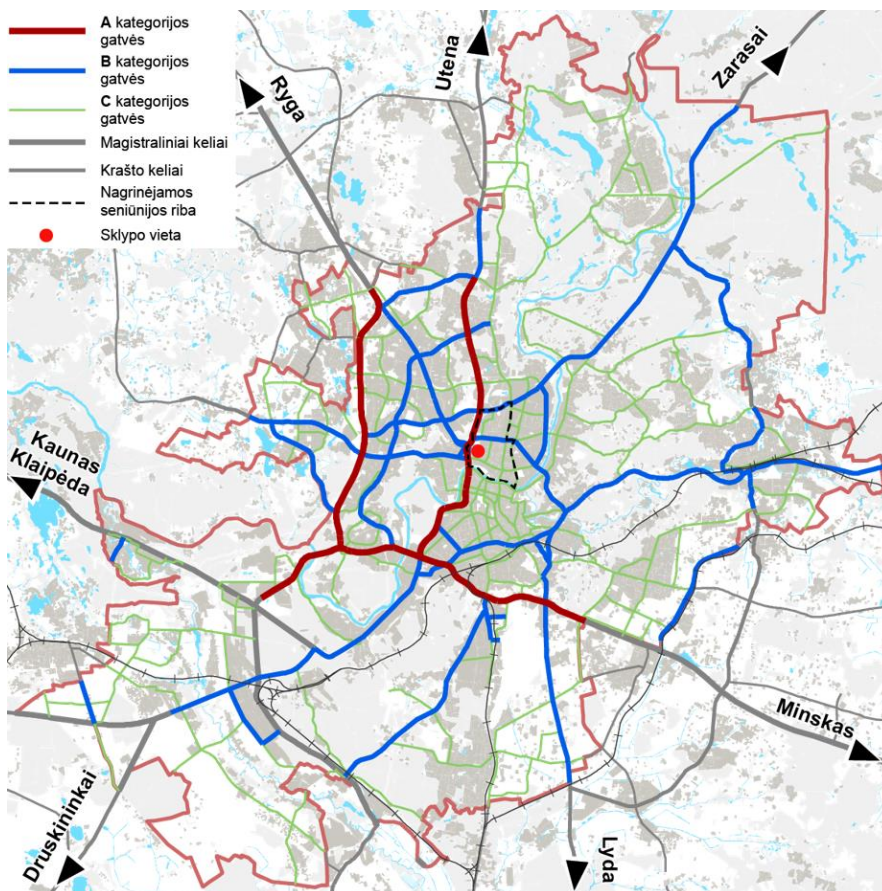 A kategorijos
gatvės
B kategorijos
gatvės
C kategorijos
gatvės
Magistraliniai keliai
Krašto keliai
Nagrinėjamos
seniūnijos riba
Sklypo vieta
Ryga
Utena
Zarasai
Kaunas
Klaipėda
Minskas
Druskininkai
Lyda